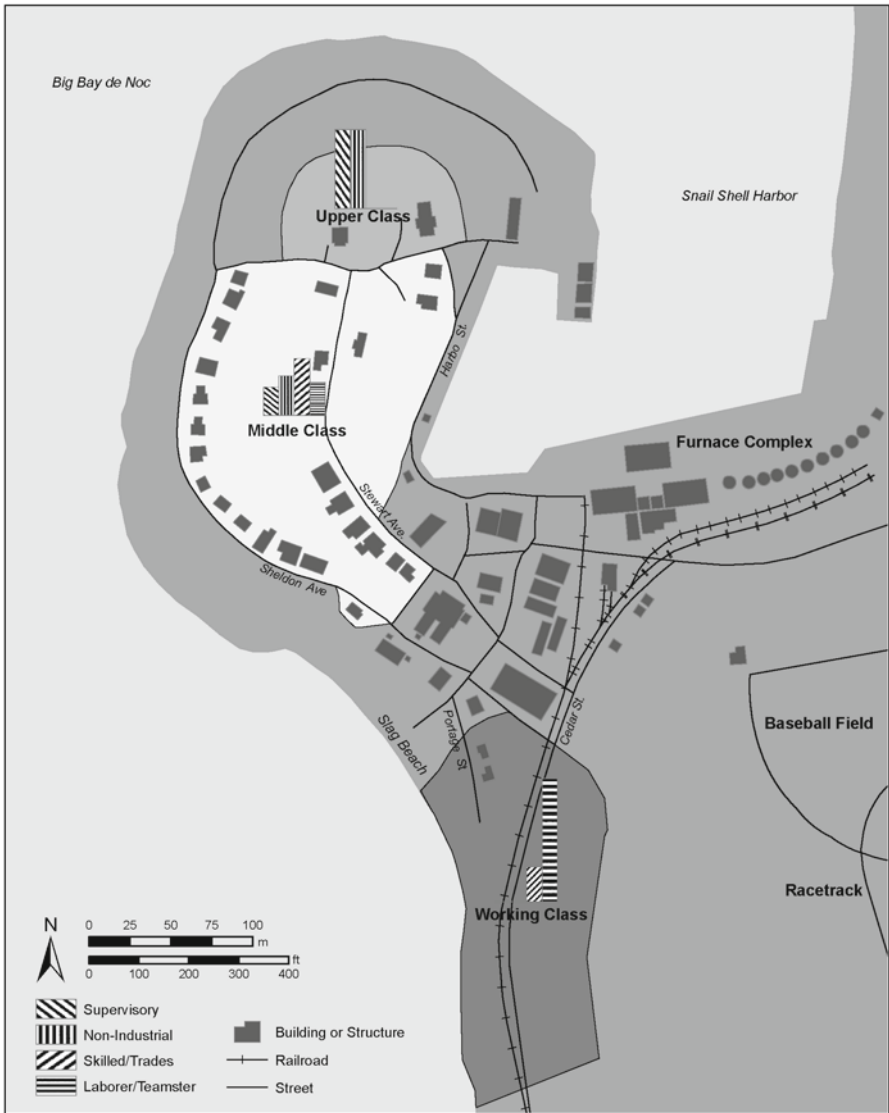 Big Bay de Noc
Snail Shell Harbor
Upper Class
Harbo St.
Middle Class
Furnace Complex
Stewart Ave.
Sheldon Ave
Slag Beach
Portage St
Cedar St.
Baseball Field
Racetrack
Working Class
N
0 25 50 75 100
m
ft
0 100 200 300 400
Supervisory
Non-Industrial
Skilled/Trades
Laborer/Teamster
Building or Structure
Railroad
Street